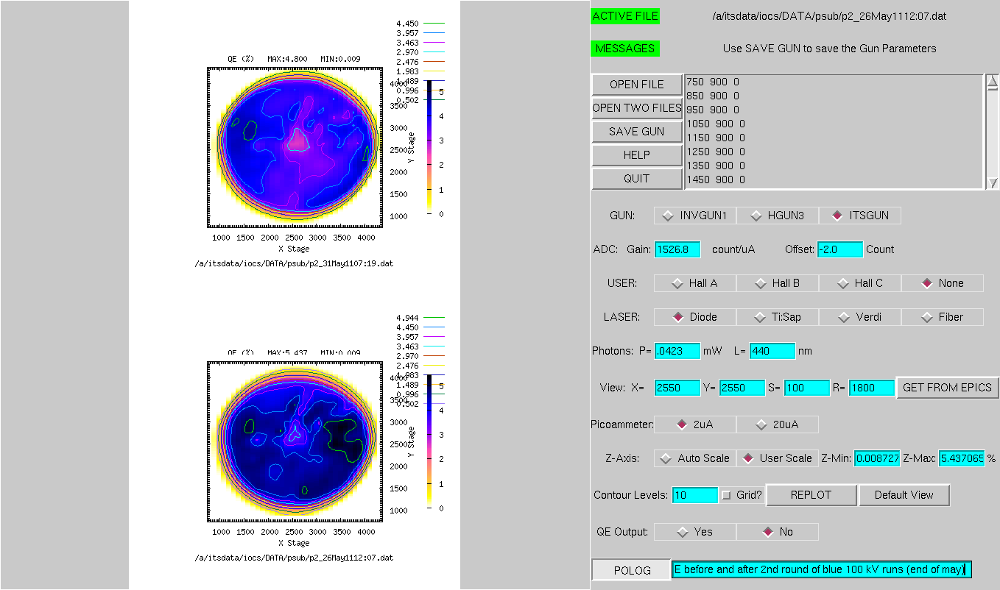 4.450
3.957
3.463
2.970
2.476
1.983
1.489
0.996
0.502
QE (%) MAX:4.800 MIN:0.009
4000
3500
3000
2500
2000
1500
1000
Y Stage
5
4
3
2
1
0
1000 1500 2000 2500 3000 3500 4000
X Stage
/a/itsdata/iocs/DATA/psub/p2_31May1107:19.dat
4.944
4.450
3.957
3.463
2.970
2.476
1.983
1.489
0.996
0.502
QE (%) MAX:5.437 MIN:0.009
4000
3500
3000
2500
2000
1500
1000
Y Stage
5
4
3
2
1
0
1000 1500 2000 2500 3000 3500 4000
X Stage
/a/itsdata/iocs/DATA/psub/p2_26May1112:07.dat
ACTIVE FILE /a/itsdata/iocs/DATA/psub/p2_26May1112:07.dat
MESSAGES Use SAVE GUN to save the Gun Parameters
OPEN FILE
OPEN TWO FILES
SAVE GUN
HELP
QUIT
750 900 0
850 900 0
950 900 0
1050 900 0
1150 900 0
1250 900 0
1350 900 0
1450 900 0
GUN: INVGUN1 HGUN3 ITSGUN
ADC: Gain: 1526.8 count/uA Offset: -2.0 Count
USER: Hall A Hall B Hall C None
LASER: Diode Ti:Sap Verdi Fiber
Photons: P= .0423 mW L= 440 nm
View: X= 2550 Y= 2550 S= 100 R= 1800 GET FROM EPICS
Picoammeter: 2uA 20uA
Z-Axis: Auto Scale User Scale Z-Min: 0.008727 Z-Max: 5.437065 %
Contour Levels: 10 Grid? REPLOT Default View
QE Output: Yes No
POLOG E before and after 2nd round of blue 100 kV runs (end of may)